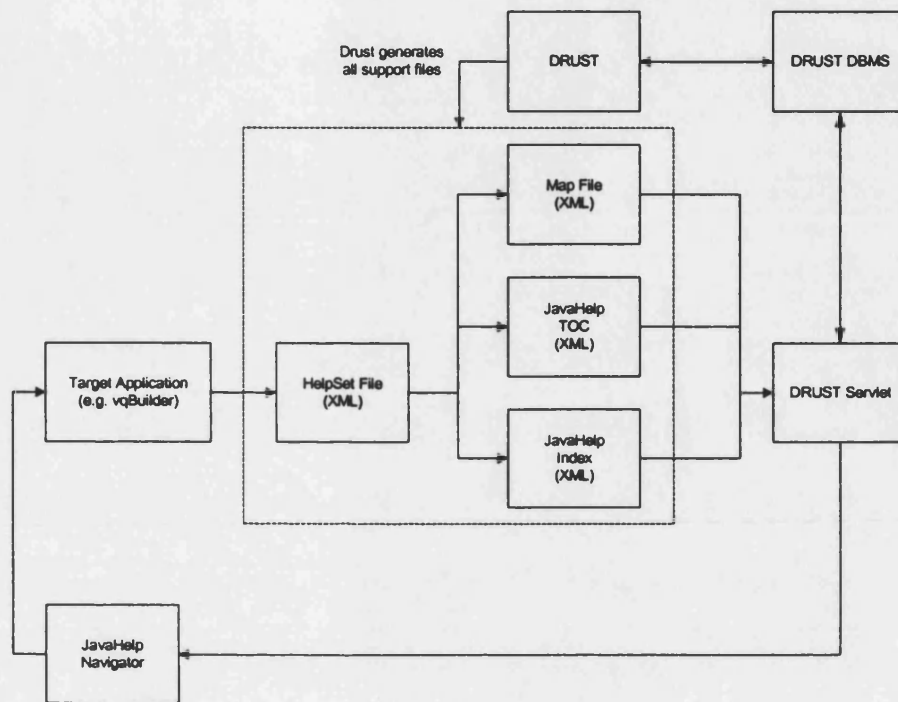 Drust generates
all support files
DRUST
DRUST DBMS
Map File
(XML)
JavaHelp
TOC
(XML)
Target Application
(e.g. vqBuilder)
HelpSet File
(XML)
DRUST Servlet
JavaHelp
Index
(XML)
JavaHelp
Navigator